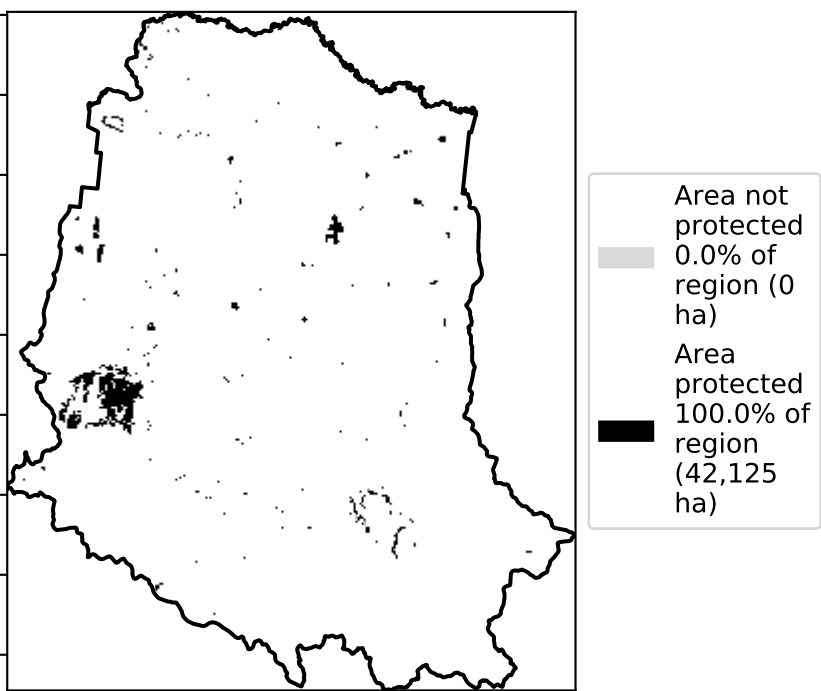 Area not
protected
0.0% of
region (0
ha)
Area
protected
100.0% of
region
(42,125
ha)